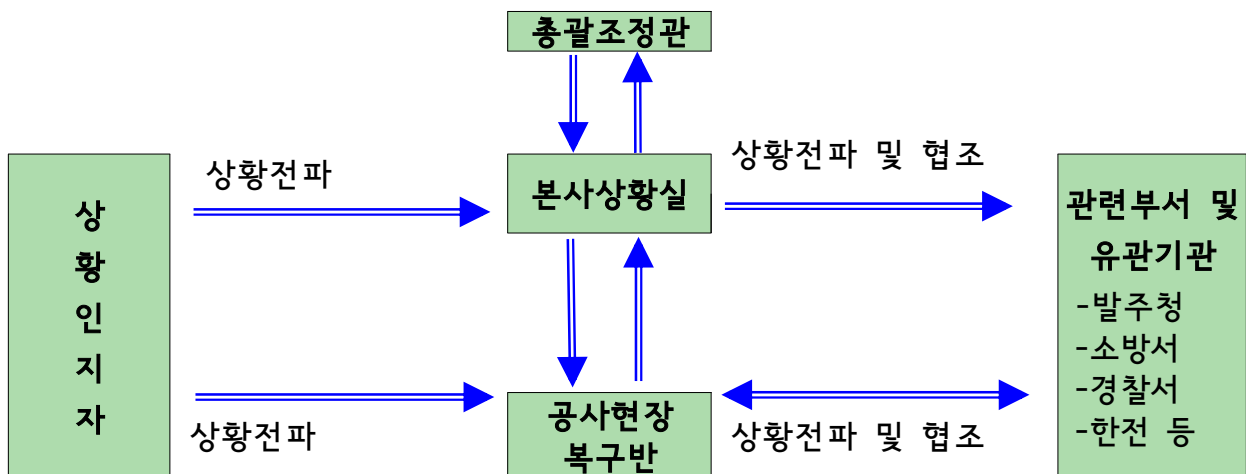 총괄조정관
상황전파
본사상황실
상황전파 및 협조
상
황
인
지
자
관련부서 및
유관기관
-발주청
-소방서
-경찰서
-한전 등
상황전파
공사현장
복구반
상황전파 및 협조